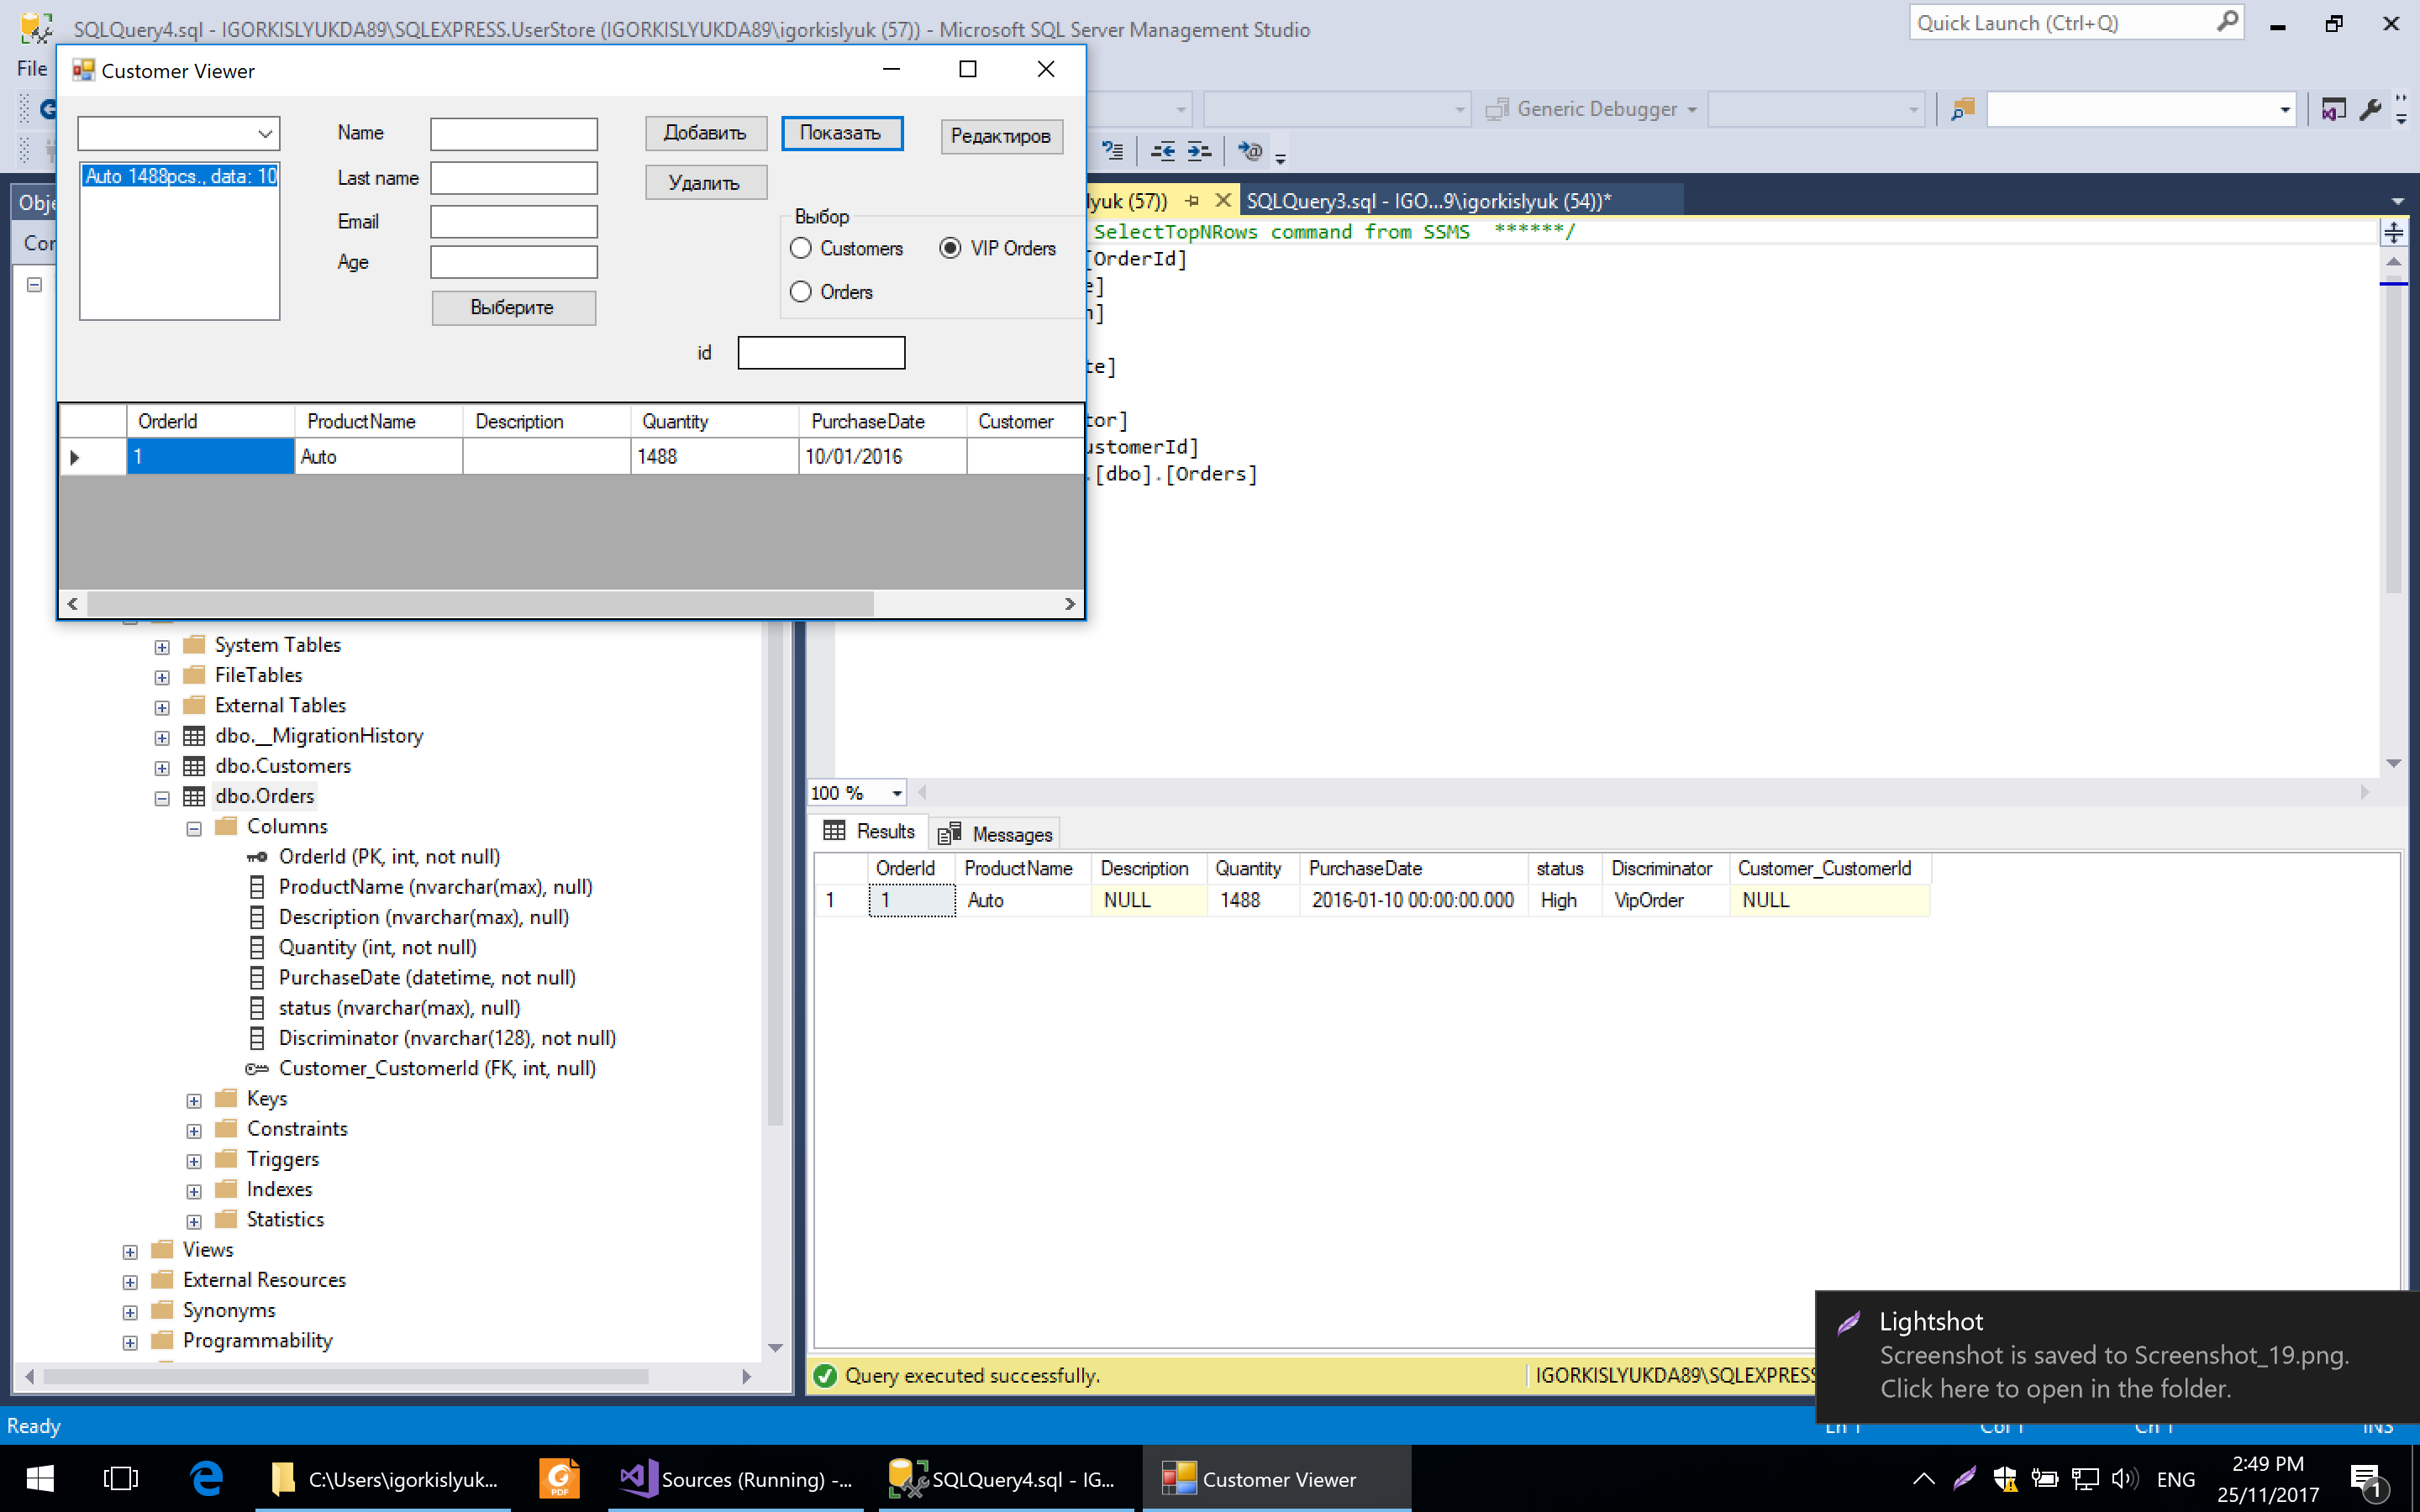 SQLQuery4.sql - IGORKISLYUKDA89\SQLEXPRESS.UserStore (IGORKISLYUKDA89\igorkislyuk (57)) - Microsoft SQL Server Management Studio
Quick Launch (Ctrl+Q)
File
Customer Viewer
Generic Debugger
Name
Last name
Email
Age
Выберите
Auto 1488pcs., data: 10
Добавить
Показать
Редактиров
Удалить
Выбор
Customers
VIP Orders
Orders
id
OrderId ProductName Description Quantity PurchaseDate Customer
1 Auto 1488 10/01/2016
Obje
Cor
lyuk (57))
SQLQuery3.sql - IGO...9\igorkislyuk (54))*
SelectTopNRows command from SSMS ******/
[OrderId]
e]
n]
te]
tor]
ustomerId]
.[dbo].[Orders]
System Tables
FileTables
External Tables
dbo.__MigrationHistory
dbo.Customers
dbo.Orders
Columns
OrderId (PK, int, not null)
ProductName (nvarchar(max), null)
Description (nvarchar(max), null)
Quantity (int, not null)
PurchaseDate (datetime, not null)
status (nvarchar(max), null)
Discriminator (nvarchar(128), not null)
Customer_CustomerId (FK, int, null)
Keys
Constraints
Triggers
Indexes
Statistics
Views
External Resources
Synonyms
Programmability
100 %
Results
Messages
OrderId ProductName Description Quantity PurchaseDate status Discriminator Customer_CustomerId
1 1 Auto NULL 1488 2016-01-10 00:00:00.000 High VipOrder NULL
Query executed successfully.
IGORKISLYUKDA89\SQLEXPRESS
Lightshot
Screenshot is saved to Screenshot_19.png.
Click here to open in the folder.
Ready
Ln 1
Col 1
Ch 1
INS
C:\Users\igorkislyuk...
PDF
Sources (Running) -...
SQLQuery4.sql - IG...
Customer Viewer
ENG
2:49 PM
25/11/2017
1